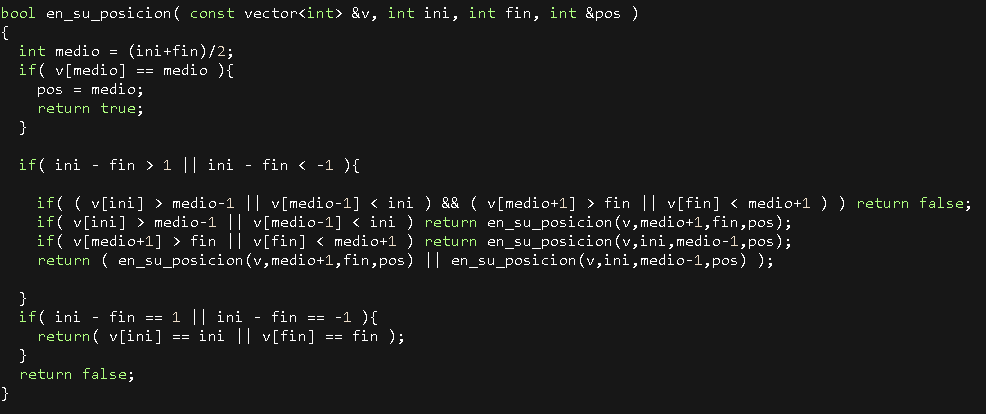 bool en_su_posicion( const vector<int> &v, int ini, int fin, int &pos )
{
  int medio = (ini+fin)/2;
  if( v[medio] == medio ){
    pos = medio;
    return true;
  }
  if( ini - fin > 1 || ini - fin < -1 ){
    if( ( v[ini] > medio-1 || v[medio-1] < ini ) && ( v[medio+1] > fin || v[fin] < medio+1 ) ) return false;
    if( v[ini] > medio-1 || v[medio-1] < ini ) return en_su_posicion(v,medio+1,fin,pos);
    if( v[medio+1] > fin || v[fin] < medio+1 ) return en_su_posicion(v,ini,medio-1,pos);
    return ( en_su_posicion(v,medio+1,fin,pos) || en_su_posicion(v,ini,medio-1,pos) );
  }
  if( ini - fin == 1 || ini - fin == -1 ){
    return( v[ini] == ini || v[fin] == fin );
  }
  return false;
}